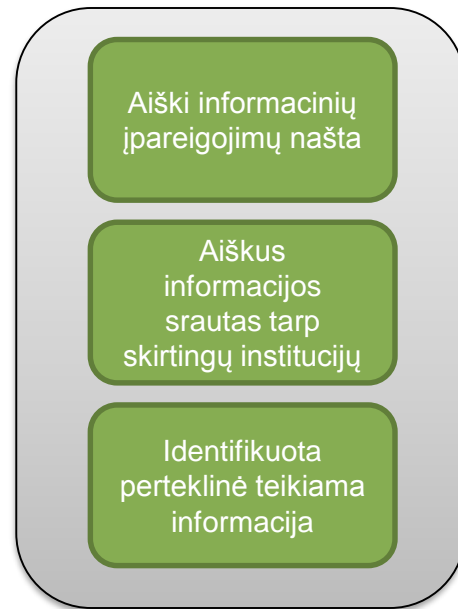 Aiški informacinių
įpareigojimų našta
Aiškus
informacijos
srautas tarp
skirtingų institucijų
Identifikuota
perteklinė teikiama
informacija